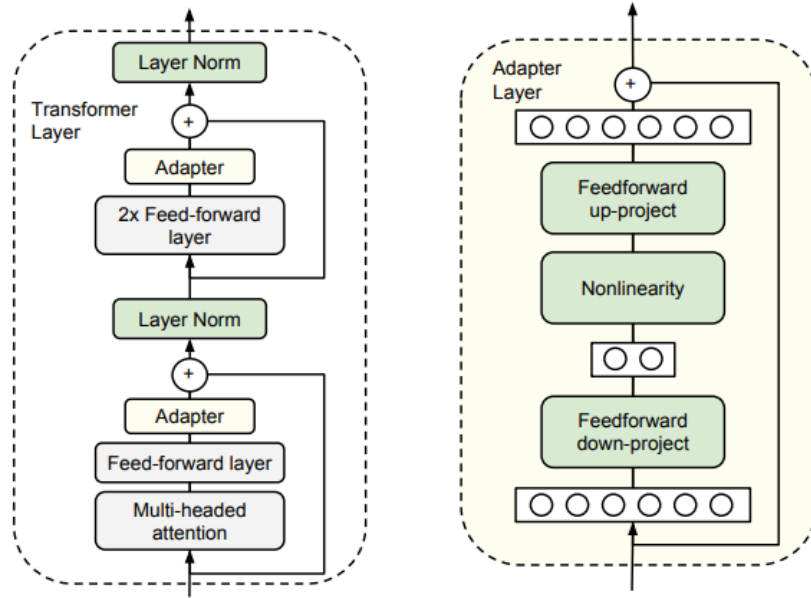 Layer Norm
Transformer
Layer
+
Adapter
2x Feed-forward
layer
Layer Norm
+
Adapter
Feed-forward layer
Multi-headed
attention
Adapter
Layer
+
Feedforward
up-project
Nonlinearity
Feedforward
down-project